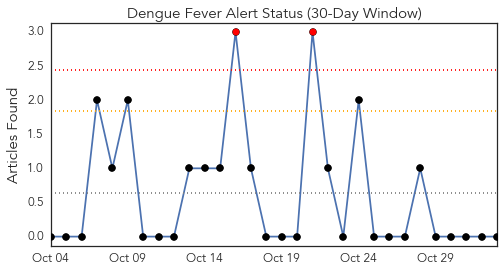 Dengue Fever Alert Status (30-Day Window)
Articles Found
3.0
2.5
2.0
1.5
1.0
0.5
0.0
Oct 04 Oct 09 Oct 14 Oct 19 Oct 24 Oct 29